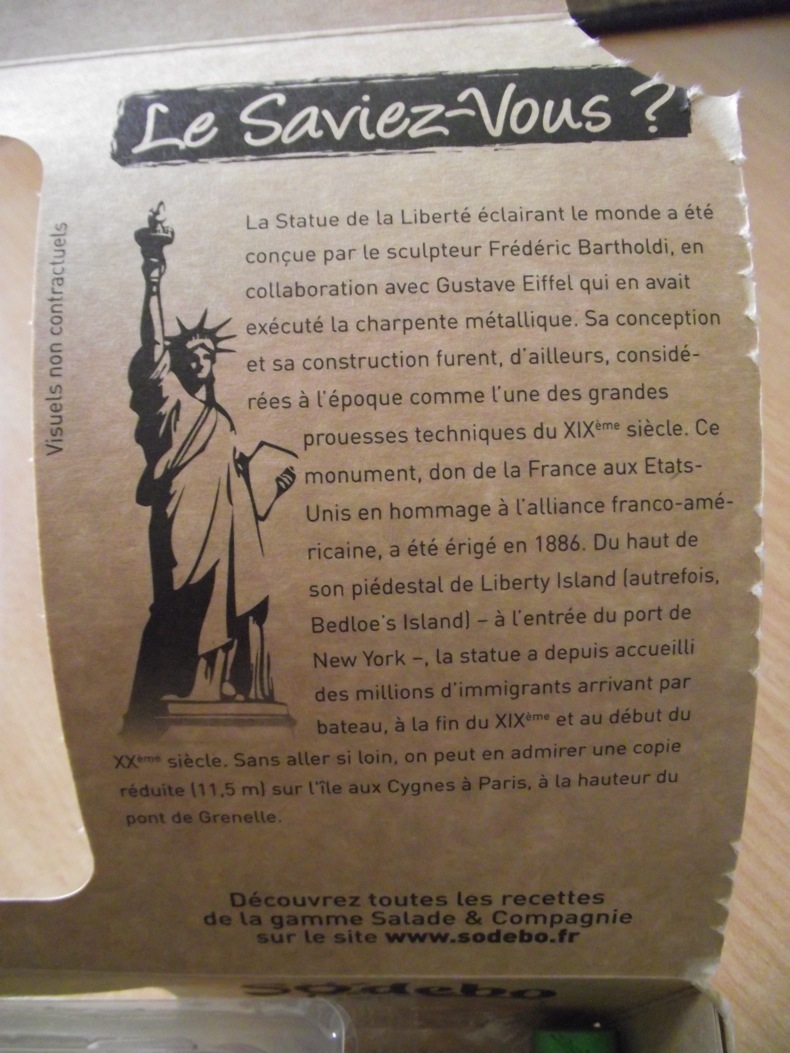 Le Saviez-Vous ?
Visuels non contractuels
La Statue de la Liberté éclairant le monde a été
conçue par le sculpteur Frédéric Bartholdi, en
collaboration avec Gustave Eiffel qui en avait
exécuté la charpente métallique. Sa conception
et sa construction furent, d'ailleurs, considé-
rées à l'époque comme l'une des grandes
prouesses techniques du XIXème siècle. Ce
monument, don de la France aux Etats-
Unis en hommage à l'alliance franco-amé-
ricaine, a été érigé en 1886. Du haut de
son piédestal de Liberty Island (autrefois,
Bedloe's Island) – à l'entrée du port de
New York –, la statue a depuis accueilli
des millions d'immigrants arrivant par
bateau, à la fin du XIXème et au début du
XXème siècle. Sans aller si loin, on peut en admirer une copie
réduite (11,5 m) sur l'île aux Cygnes à Paris, à la hauteur du
pont de Grenelle.
Découvrez toutes les recettes
de la gamme Salade & Compagnie
sur le site www.sodebo.fr
Sodebo